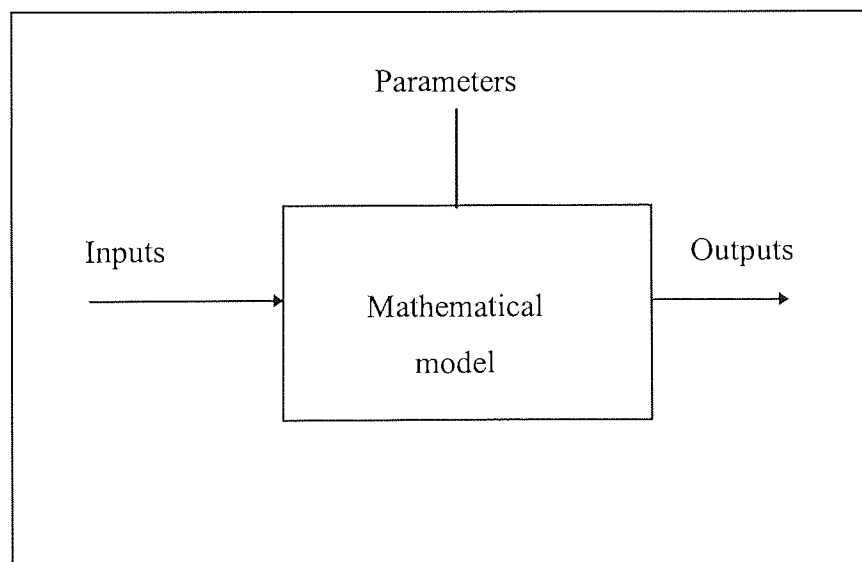 Parameters
Inputs
Outputs
Mathematical
model